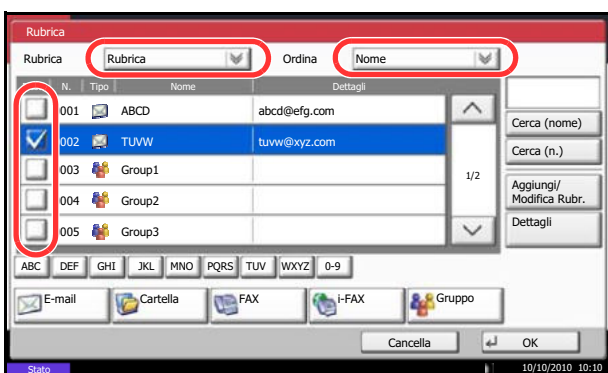 Rubrica
Rubrica Rubrica Ordina Nome
N. Tipo Nome Dettagli
001 ABCD abcd@efg.com
002 TUVW tuvw@xyz.com
003 Group1
004 Group2
005 Group3
1/2
Cerca (nome)
Cerca (n.)
Aggiungi/
Modifica Rubr.
Dettagli
ABC DEF GHI JKL MNO PQRS TUV WXYZ 0-9
E-mail Cartella FAX i-FAX Gruppo
Cancella OK
Stato 10/10/2010 10:10